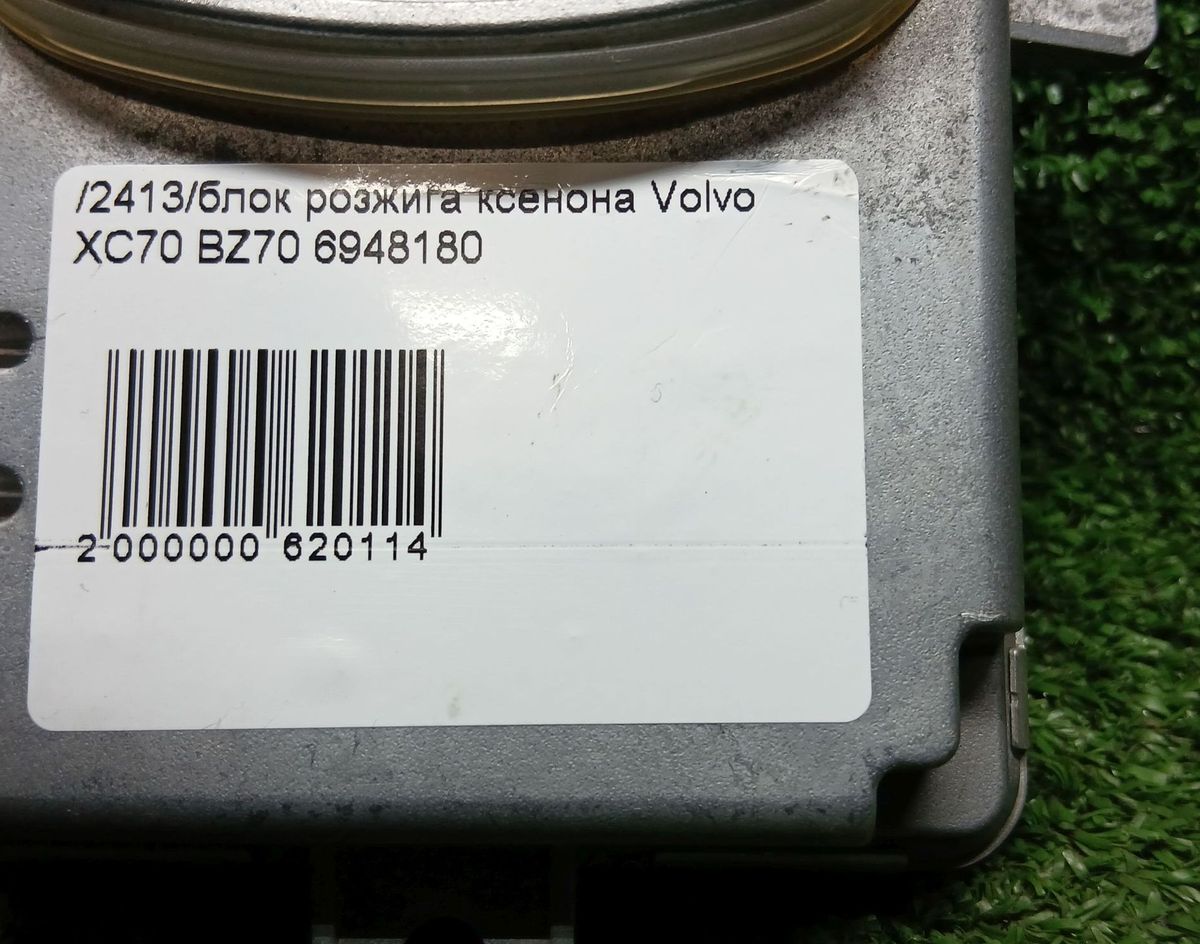 /2413/блок розжига ксенона Volvo
XC70 BZ70 6948180
2 000000 620114